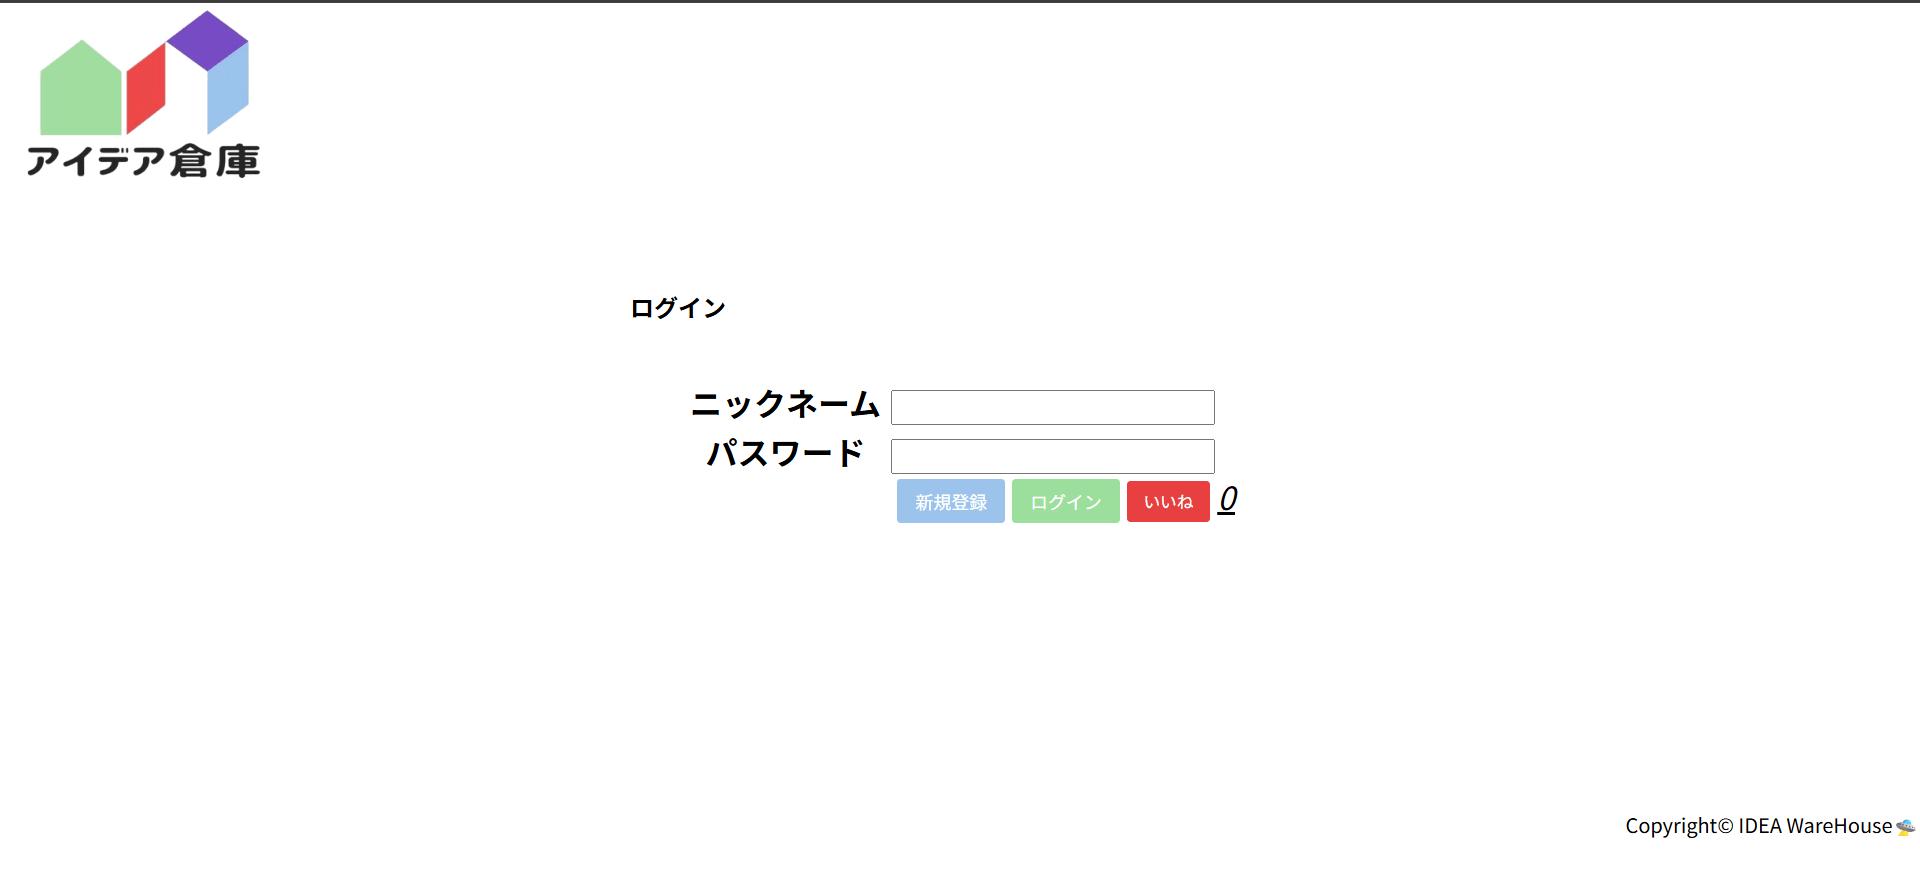 アイデア倉庫
ログイン
ニックネーム
パスワード
新規登録 ログイン いいね 0
Copyright© IDEA WareHouse🛸